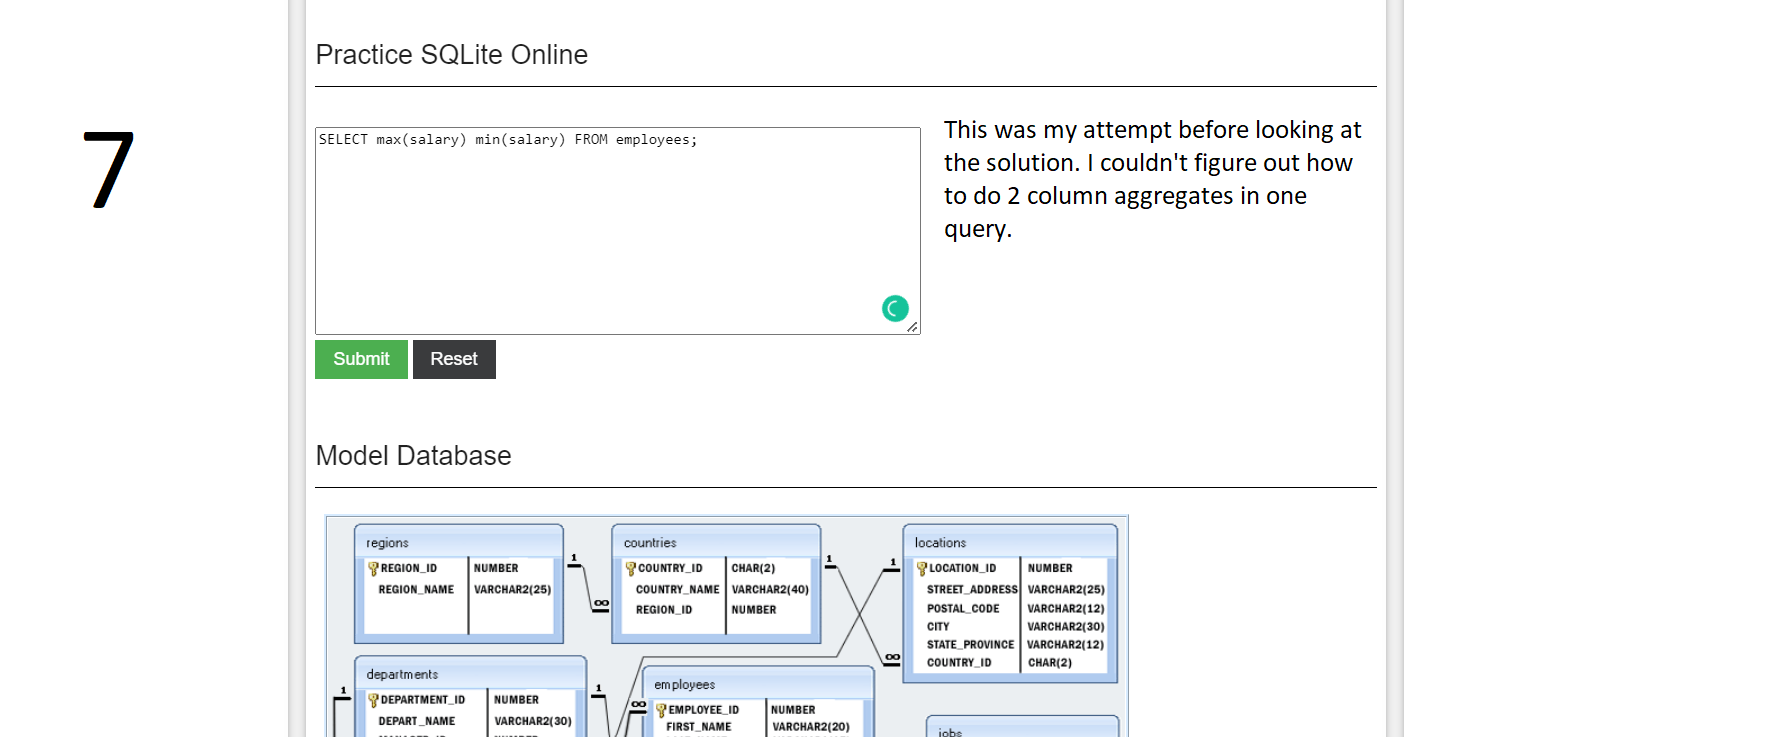 Practice SQLite Online
7
SELECT max(salary) min(salary) FROM employees;
This was my attempt before looking at
the solution. I couldn't figure out how
to do 2 column aggregates in one
query.
Submit
Reset
Model Database
regions
REGION_ID NUMBER
REGION_NAME VARCHAR2(25)
1
∞
countries
COUNTRY_ID CHAR(2)
COUNTRY_NAME VARCHAR2(40)
REGION_ID NUMBER
1
1
∞
locations
LOCATION_ID NUMBER
STREET_ADDRESS VARCHAR2(25)
POSTAL_CODE VARCHAR2(12)
CITY VARCHAR2(30)
STATE_PROVINCE VARCHAR2(12)
COUNTRY_ID CHAR(2)
departments
1
DEPARTMENT_ID NUMBER
DEPART_NAME VARCHAR2(30)
1
∞
employees
EMPLOYEE_ID NUMBER
FIRST_NAME VARCHAR2(20)
jobs